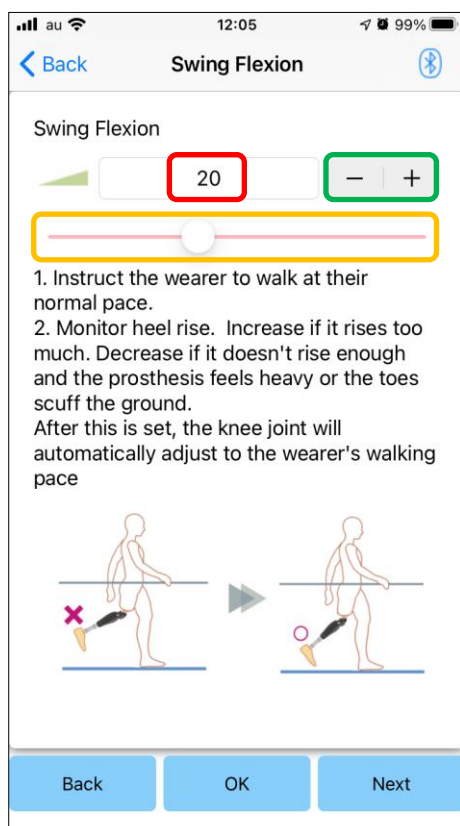 au 12:05 99%
Back Swing Flexion
Swing Flexion
20 − +
1. Instruct the wearer to walk at their
normal pace.
2. Monitor heel rise.  Increase if it rises too
much. Decrease if it doesn't rise enough
and the prosthesis feels heavy or the toes
scuff the ground.
After this is set, the knee joint will
automatically adjust to the wearer's walking
pace
Back OK Next